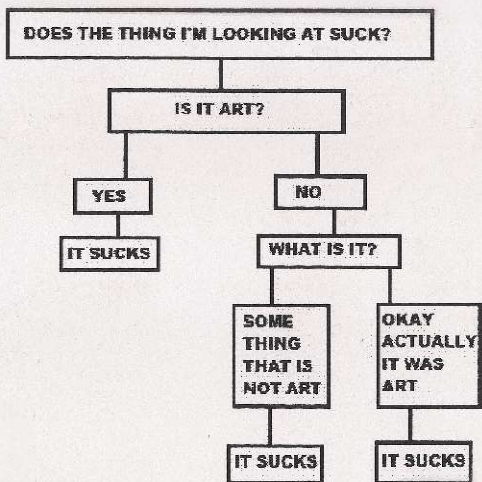 DOES THE THING I'M LOOKING AT SUCK?
IS IT ART?
YES
NO
IT SUCKS
WHAT IS IT?
SOME
THING
THAT IS
NOT ART
OKAY
ACTUALLY
IT WAS
ART
IT SUCKS
IT SUCKS